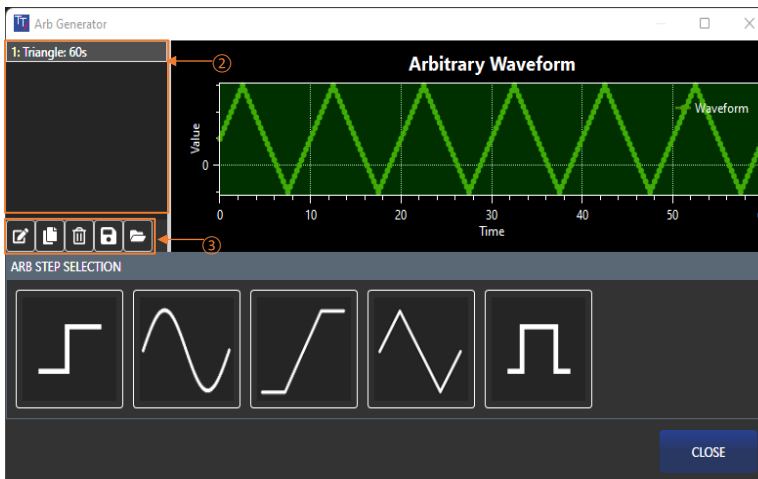 TT Arb Generator
1: Triangle: 60s
②
Arbitrary Waveform
Waveform
Value
0
0
10
20
30
40
50
Time
③
ARB STEP SELECTION
CLOSE